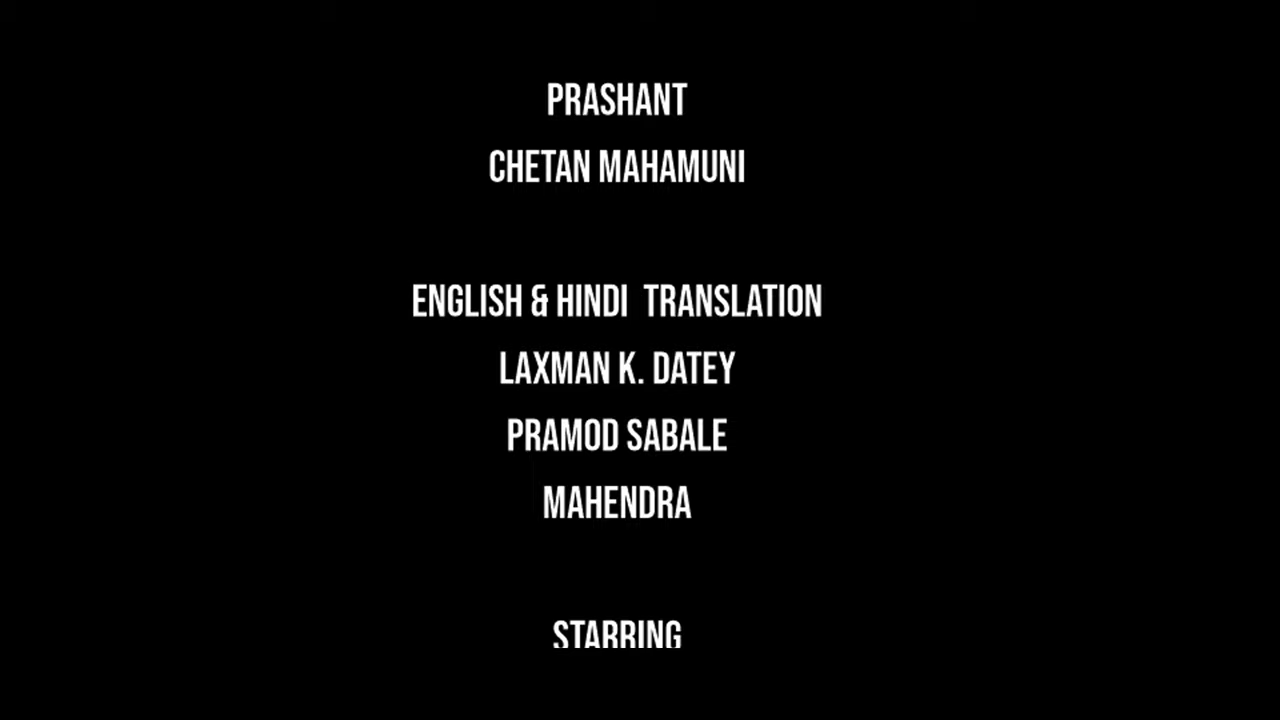 PRASHANT
CHETAN MAHAMUNI
ENGLISH & HINDI TRANSLATION
LAXMAN K. DATEY
PRAMOD SABALE
MAHENDRA
STARRING